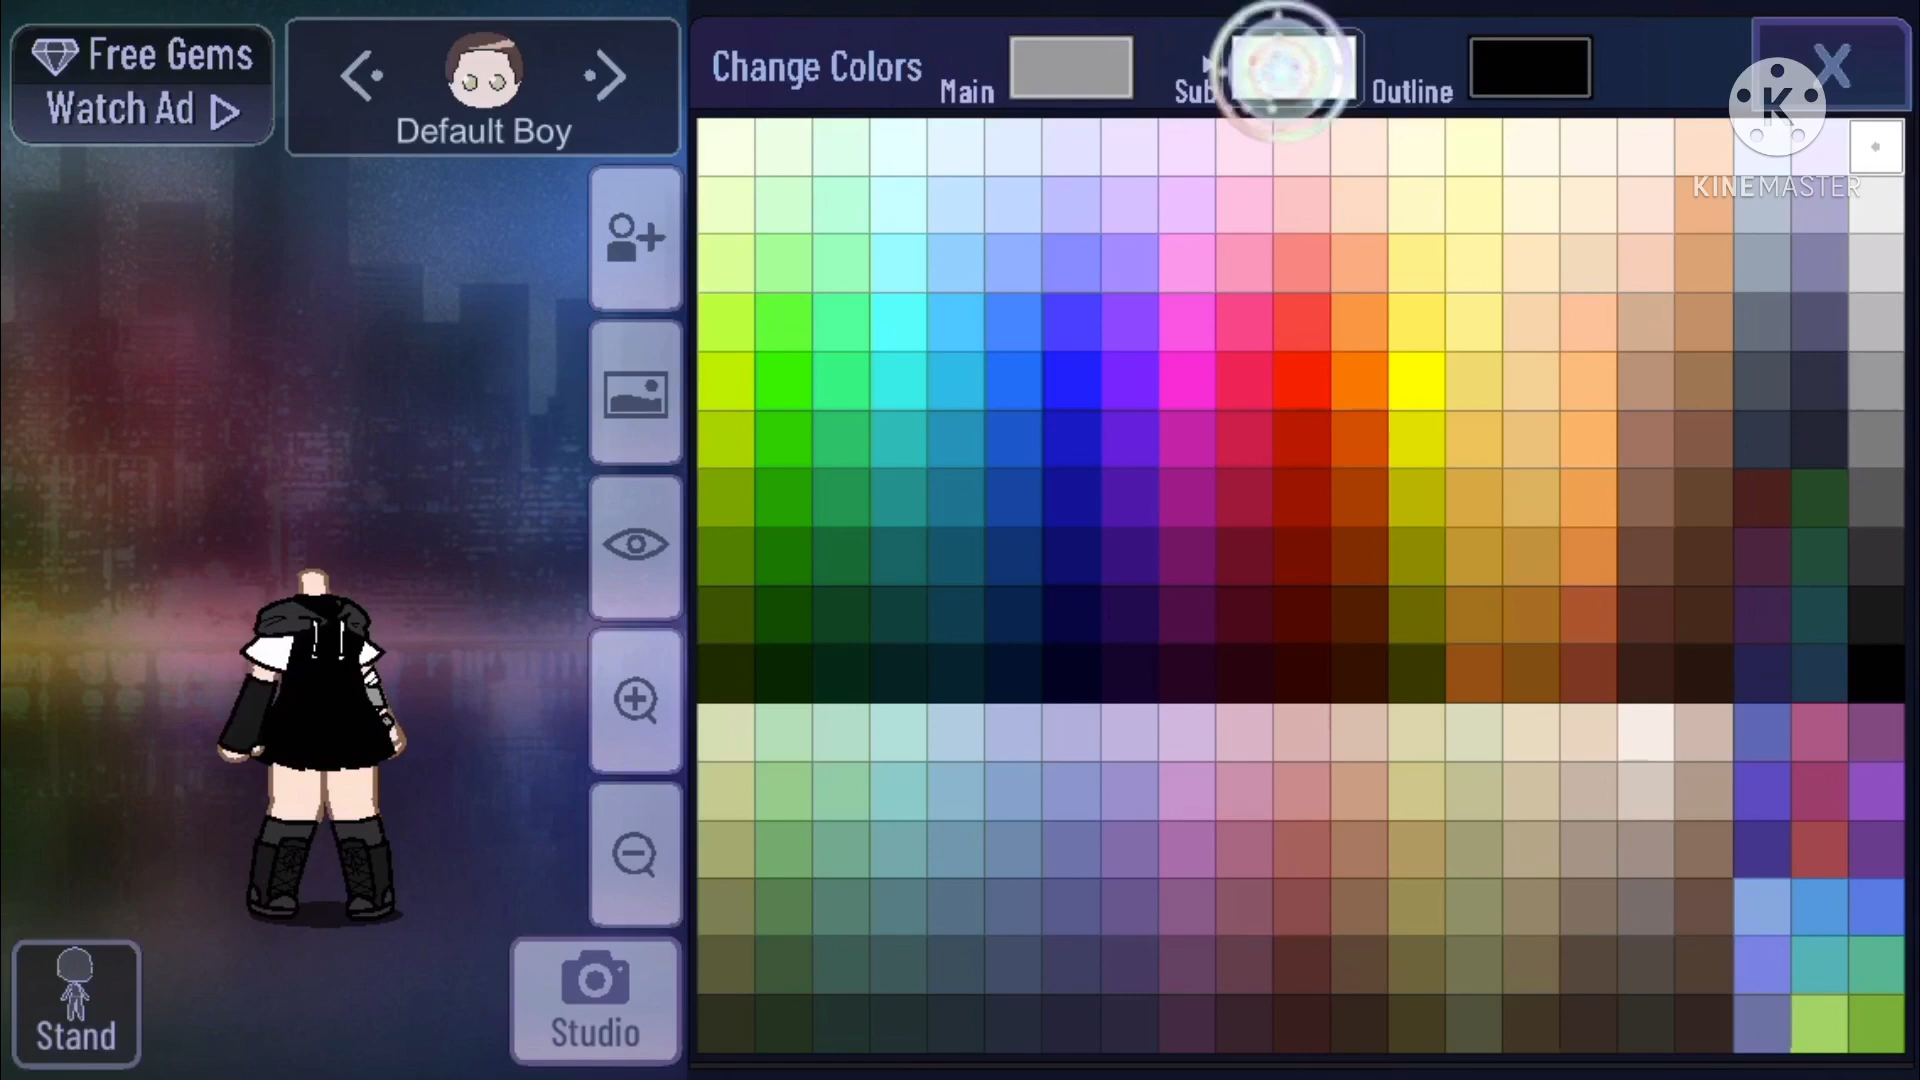 Free Gems
Watch Ad
Default Boy
Change Colors
Main
Sub
Outline
X
K
KINEMASTER
Stand
Studio